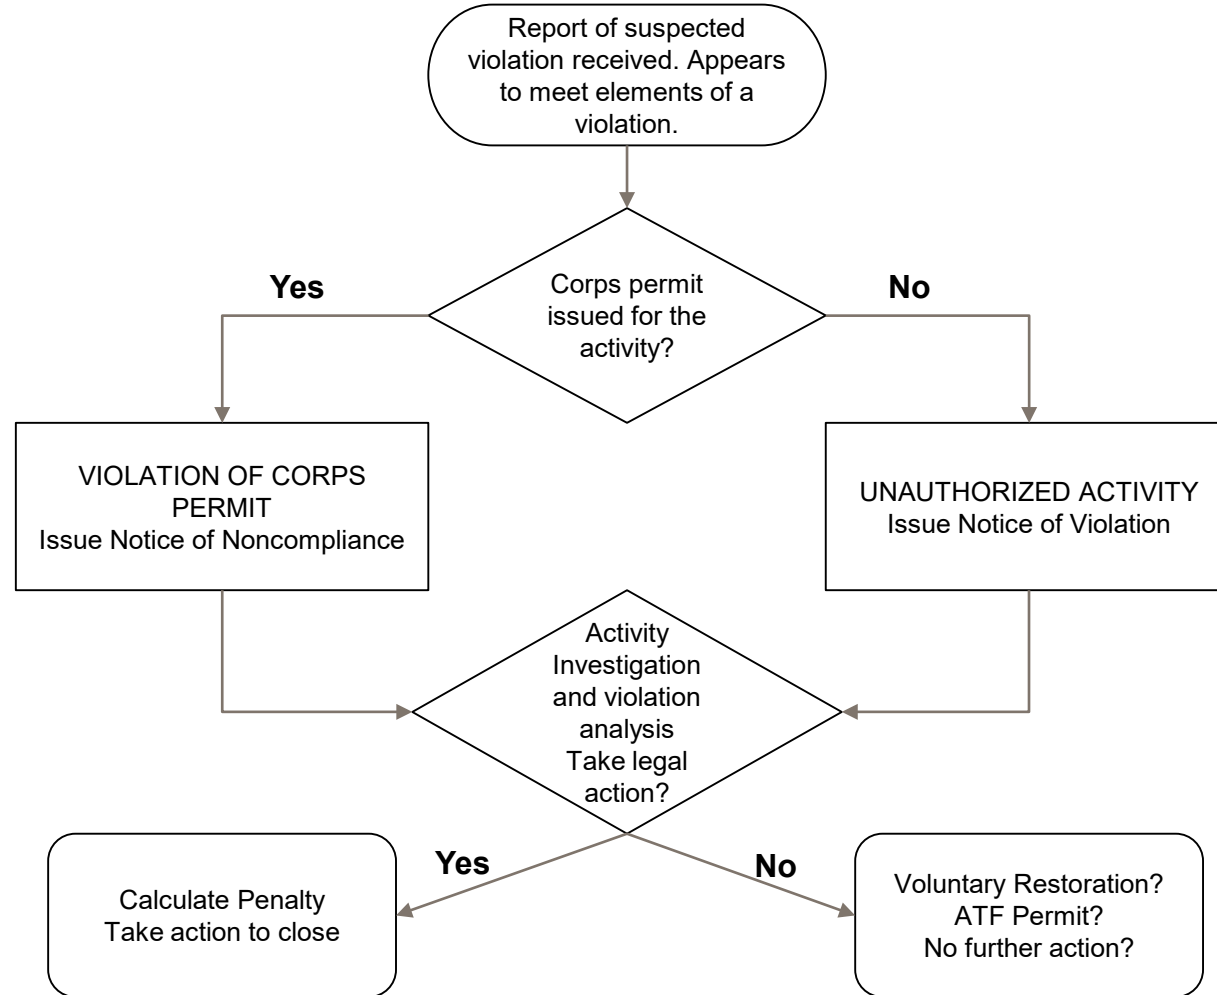 Report of suspected
violation received. Appears
to meet elements of a
violation.
Yes
Corps permit
issued for the
activity?
No
VIOLATION OF CORPS
PERMIT
Issue Notice of Noncompliance
UNAUTHORIZED ACTIVITY
Issue Notice of Violation
Activity
Investigation
and violation
analysis
Take legal
action?
Yes
No
Calculate Penalty
Take action to close
Voluntary Restoration?
ATF Permit?
No further action?